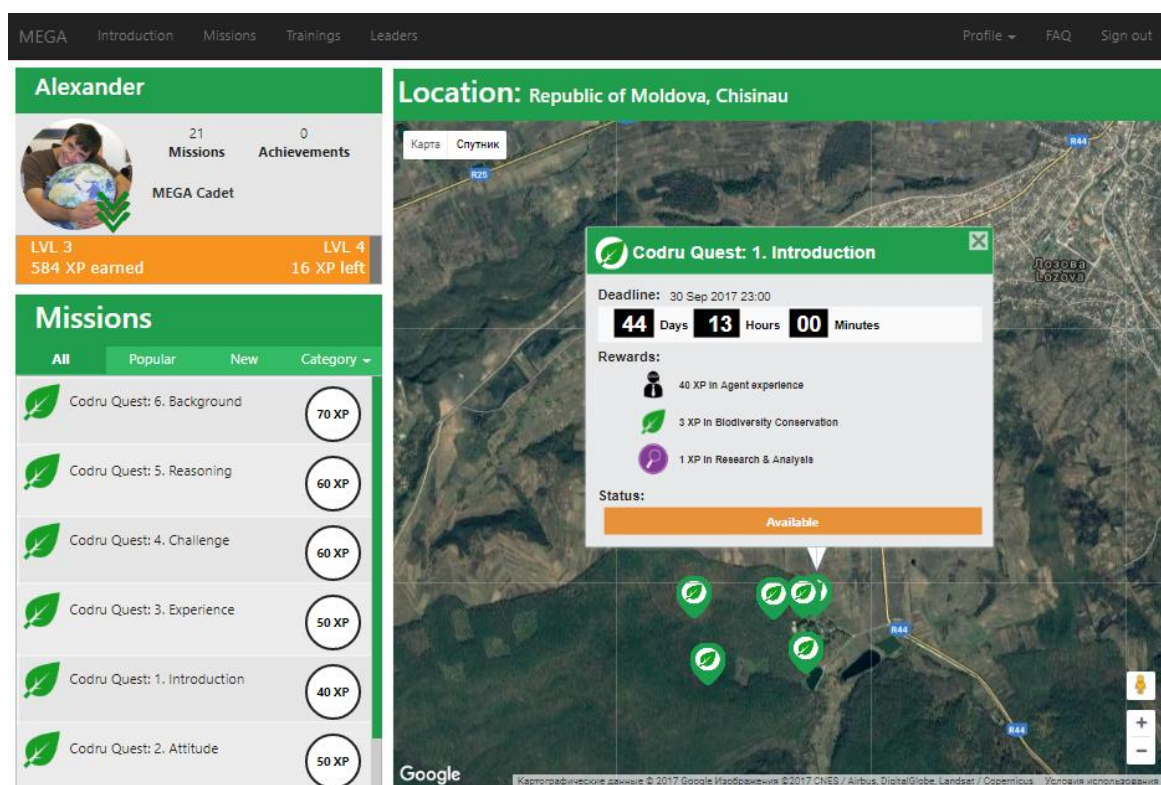 MEGA Introduction Missions Trainings Leaders Profile FAQ Sign out
Alexander
21 0
Missions Achievements
MEGA Cadet
LVL 3 LVL 4
584 XP earned 16 XP left
Missions
All Popular New Category
Codru Quest: 6. Background 70 XP
Codru Quest: 5. Reasoning 60 XP
Codru Quest: 4. Challenge 60 XP
Codru Quest: 3. Experience 50 XP
Codru Quest: 1. Introduction 40 XP
Codru Quest: 2. Attitude 50 XP
Location: Republic of Moldova, Chisinau
Карта Спутник
R44
R25
Лозова
Lozova
Codru Quest: 1. Introduction
Deadline: 30 Sep 2017 23:00
44 Days 13 Hours 00 Minutes
Rewards:
40 XP in Agent experience
3 XP in Biodiversity Conservation
1 XP in Research & Analysis
Status:
Available
R44
R44
+
−
Google
Картографические данные © 2017 Google Изображения ©2017 CNES / Airbus, DigitalGlobe, Landsat / Copernicus Условия использования